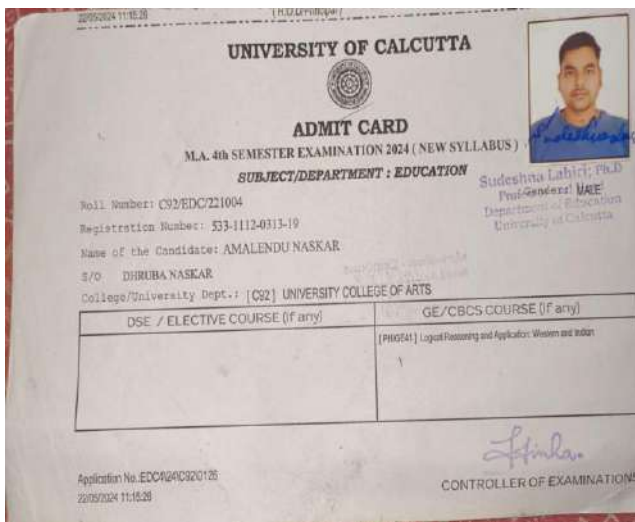 22/05/2024 11:15:26
UNIVERSITY OF CALCUTTA
ADMIT CARD
M.A. 4th SEMESTER EXAMINATION 2024 ( NEW SYLLABUS )
SUBJECT/DEPARTMENT : EDUCATION
Sudeshna Lahiri, Ph.D
Gender: MALE
Department of Education
University of Calcutta
Roll Number: C92/EDC/221004
Registration Number: 533-1112-0313-19
Name of the Candidate: AMALENDU NASKAR
S/O DHRUBA NASKAR
College/University Dept.: [C92] UNIVERSITY COLLEGE OF ARTS
DSE / ELECTIVE COURSE (if any)
GE/CBCS COURSE (if any)
Logical Reasoning and Application: Western and Indian
Application No.:EDC4\24\C92\0126
22/05/2024 11:15:26
CONTROLLER OF EXAMINATIONS